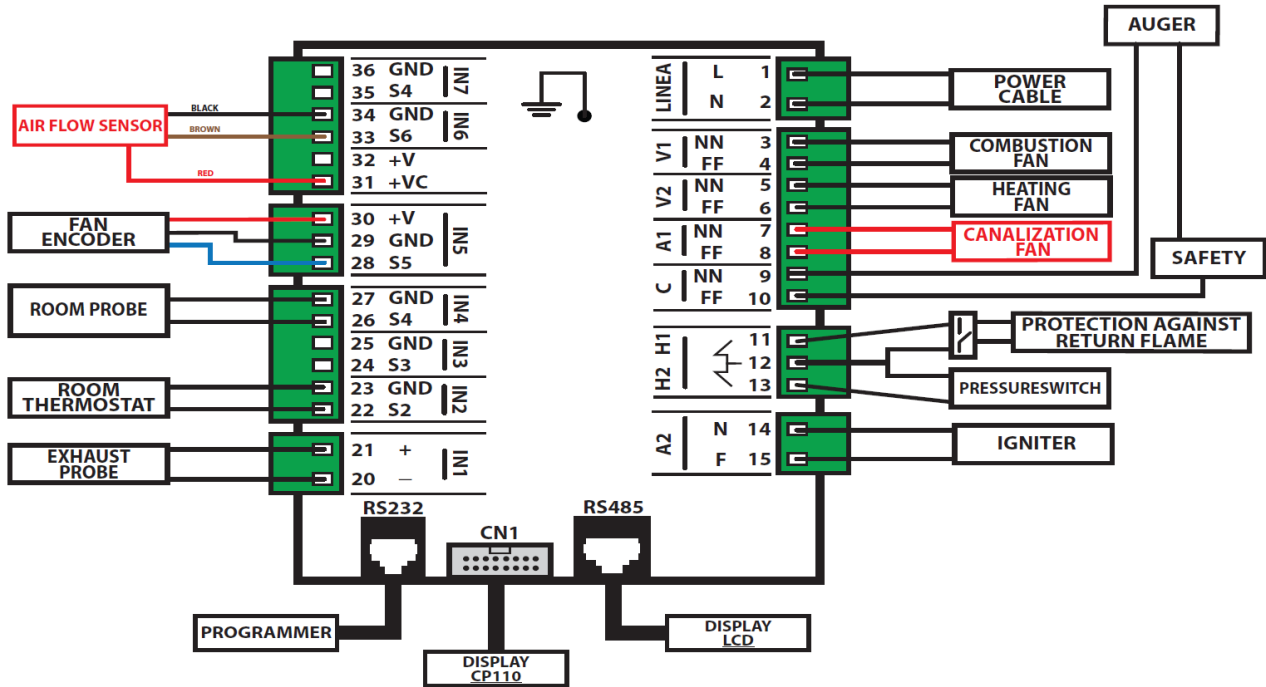 AUGER
36 GND
35 S4
IN7
34 GND
33 S6
IN6
32 +V
31 +VC
BLACK
AIR FLOW SENSOR
BROWN
RED
30 +V
29 GND
28 S5
IN5
FAN
ENCODER
27 GND
26 S4
IN4
ROOM PROBE
25 GND
24 S3
IN3
23 GND
22 S2
IN2
ROOM
THERMOSTAT
21 +
20 —
IN1
EXHAUST
PROBE
LINEA
L 1
N 2
POWER
CABLE
V1
NN 3
FF 4
COMBUSTION
FAN
V2
NN 5
FF 6
HEATING
FAN
A1
NN 7
FF 8
CANALIZATION
FAN
C
NN 9
FF 10
SAFETY
H2 H1
11
12
13
PROTECTION AGAINST
RETURN FLAME
PRESSURESWITCH
A2
N 14
F 15
IGNITER
RS232
CN1
RS485
PROGRAMMER
DISPLAY
CP110
DISPLAY
LCD